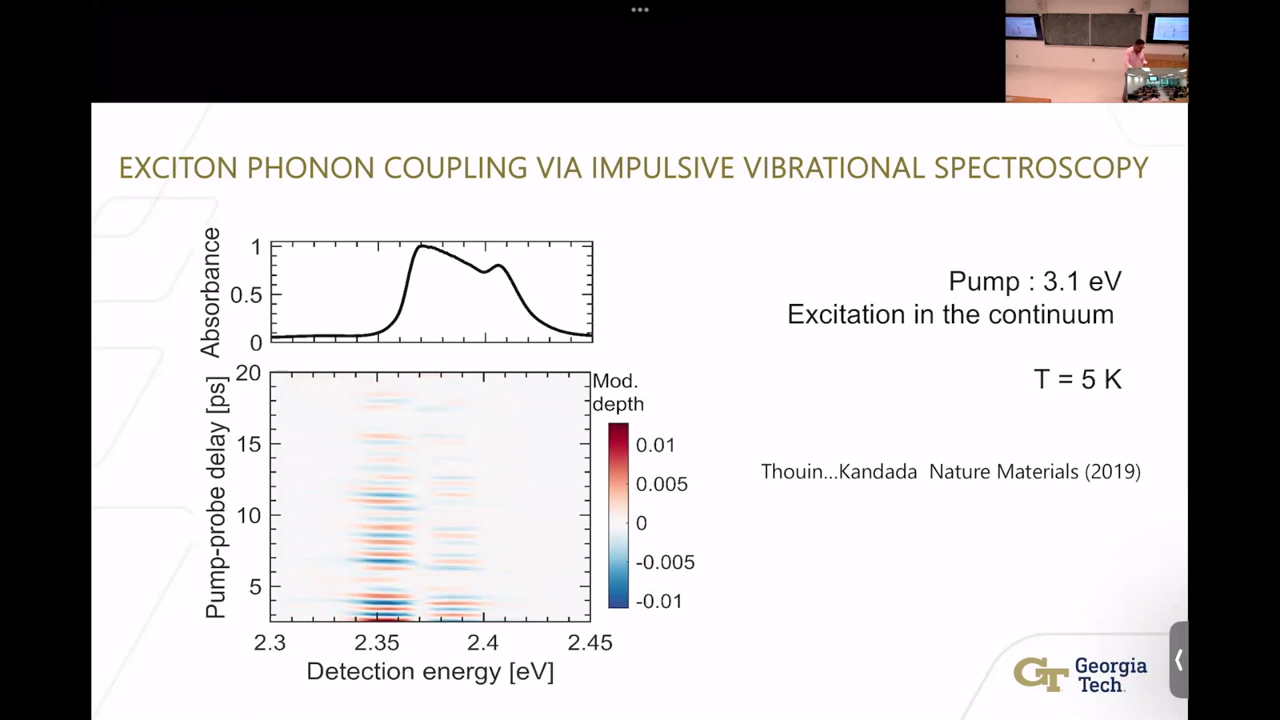 EXCITON PHONON COUPLING VIA IMPULSIVE VIBRATIONAL SPECTROSCOPY
Absorbance
1
0.5
0
Pump : 3.1 eV
Excitation in the continuum
T = 5 K
Thouin...Kandada Nature Materials (2019)
Pump-probe delay [ps]
20
15
10
5
2.3
2.35
2.4
2.45
Detection energy [eV]
Mod.
depth
0.01
0.005
0
-0.005
-0.01
GT
Georgia
Tech.